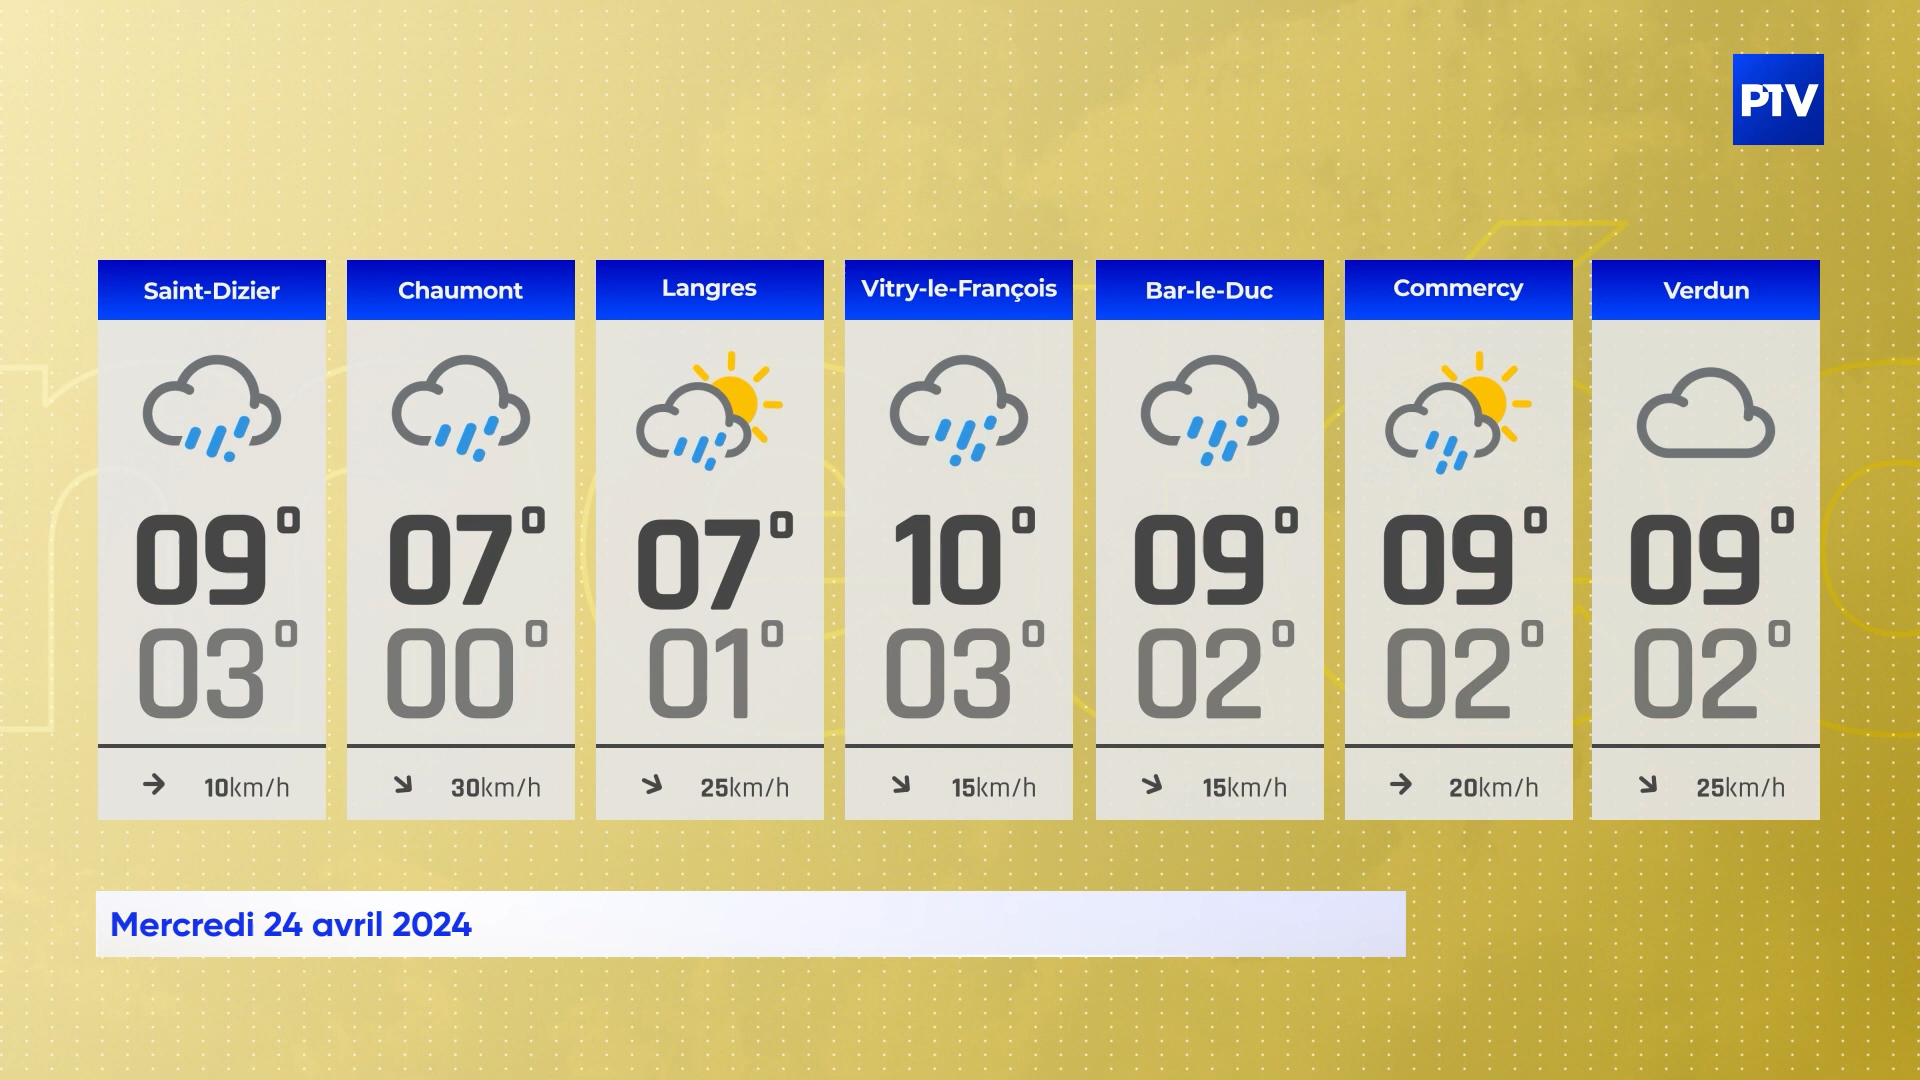 PTV
Saint-Dizier
09°
03°
10km/h
Chaumont
07°
00°
30km/h
Langres
07°
01°
25km/h
Vitry-le-François
10°
03°
15km/h
Bar-le-Duc
09°
02°
15km/h
Commercy
09°
02°
20km/h
Verdun
09°
02°
25km/h
Mercredi 24 avril 2024